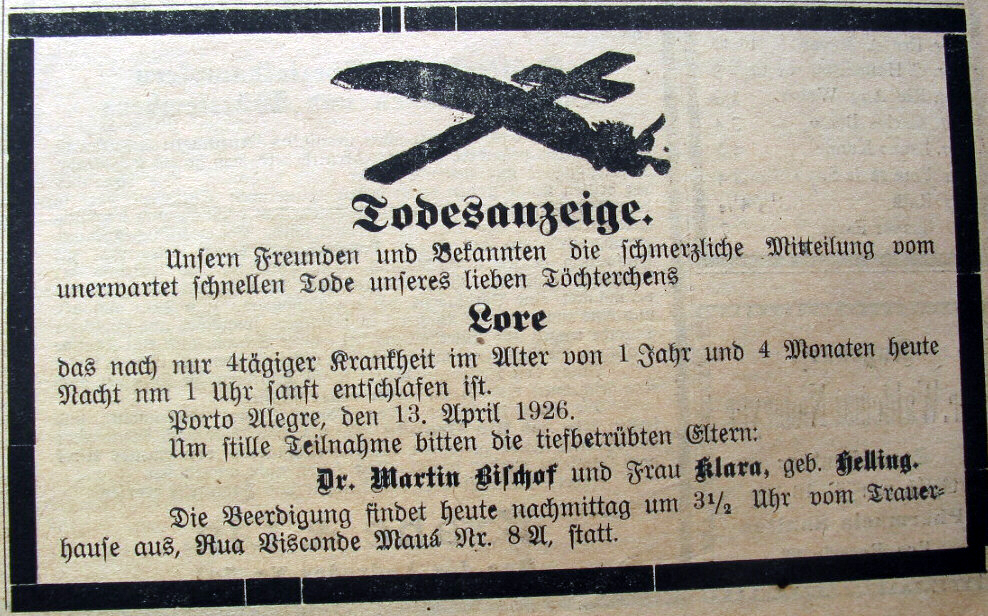 Todesanzeige.
Unsern Freunden und Bekannten die schmerzliche Mitteilung vom
unerwartet schnellen Tode unseres lieben Töchterchens
Lore
das nach nur 4tägiger Krankheit im Alter von 1 Jahr und 4 Monaten heute
Nacht nm 1 Uhr sanft entschlafen ist.
Porto Alegre, den 13. April 1926.
Um stille Teilnahme bitten die tiefbetrübten Eltern:
Dr. Martin Bischof und Frau Klara, geb. Helling.
Die Beerdigung findet heute nachmittag um 3½ Uhr vom Trauer-
hause aus, Rua Visconde Mauá Nr. 8 A, statt.